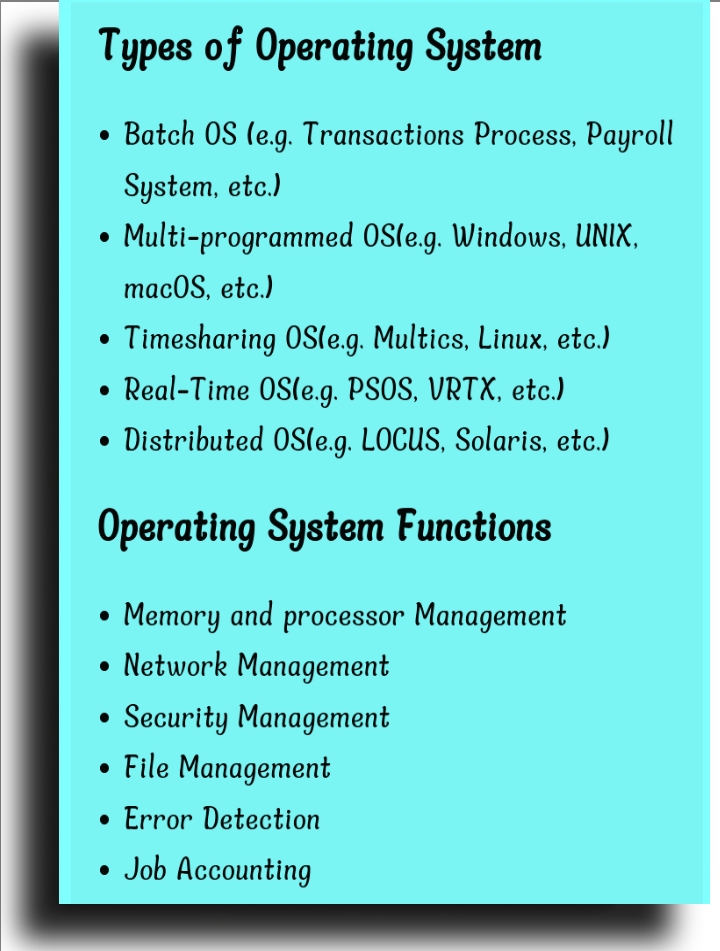 Types of Operating System
• Batch OS (e.g. Transactions Process, Payroll
System, etc.)
• Multi-programmed OS(e.g. Windows, UNIX,
macOS, etc.)
• Timesharing OS(e.g. Multics, Linux, etc.)
• Real-Time OS(e.g. PSOS, VRTX, etc.)
• Distributed OS(e.g. LOCUS, Solaris, etc.)
Operating System Functions
• Memory and processor Management
• Network Management
• Security Management
• File Management
• Error Detection
• Job Accounting